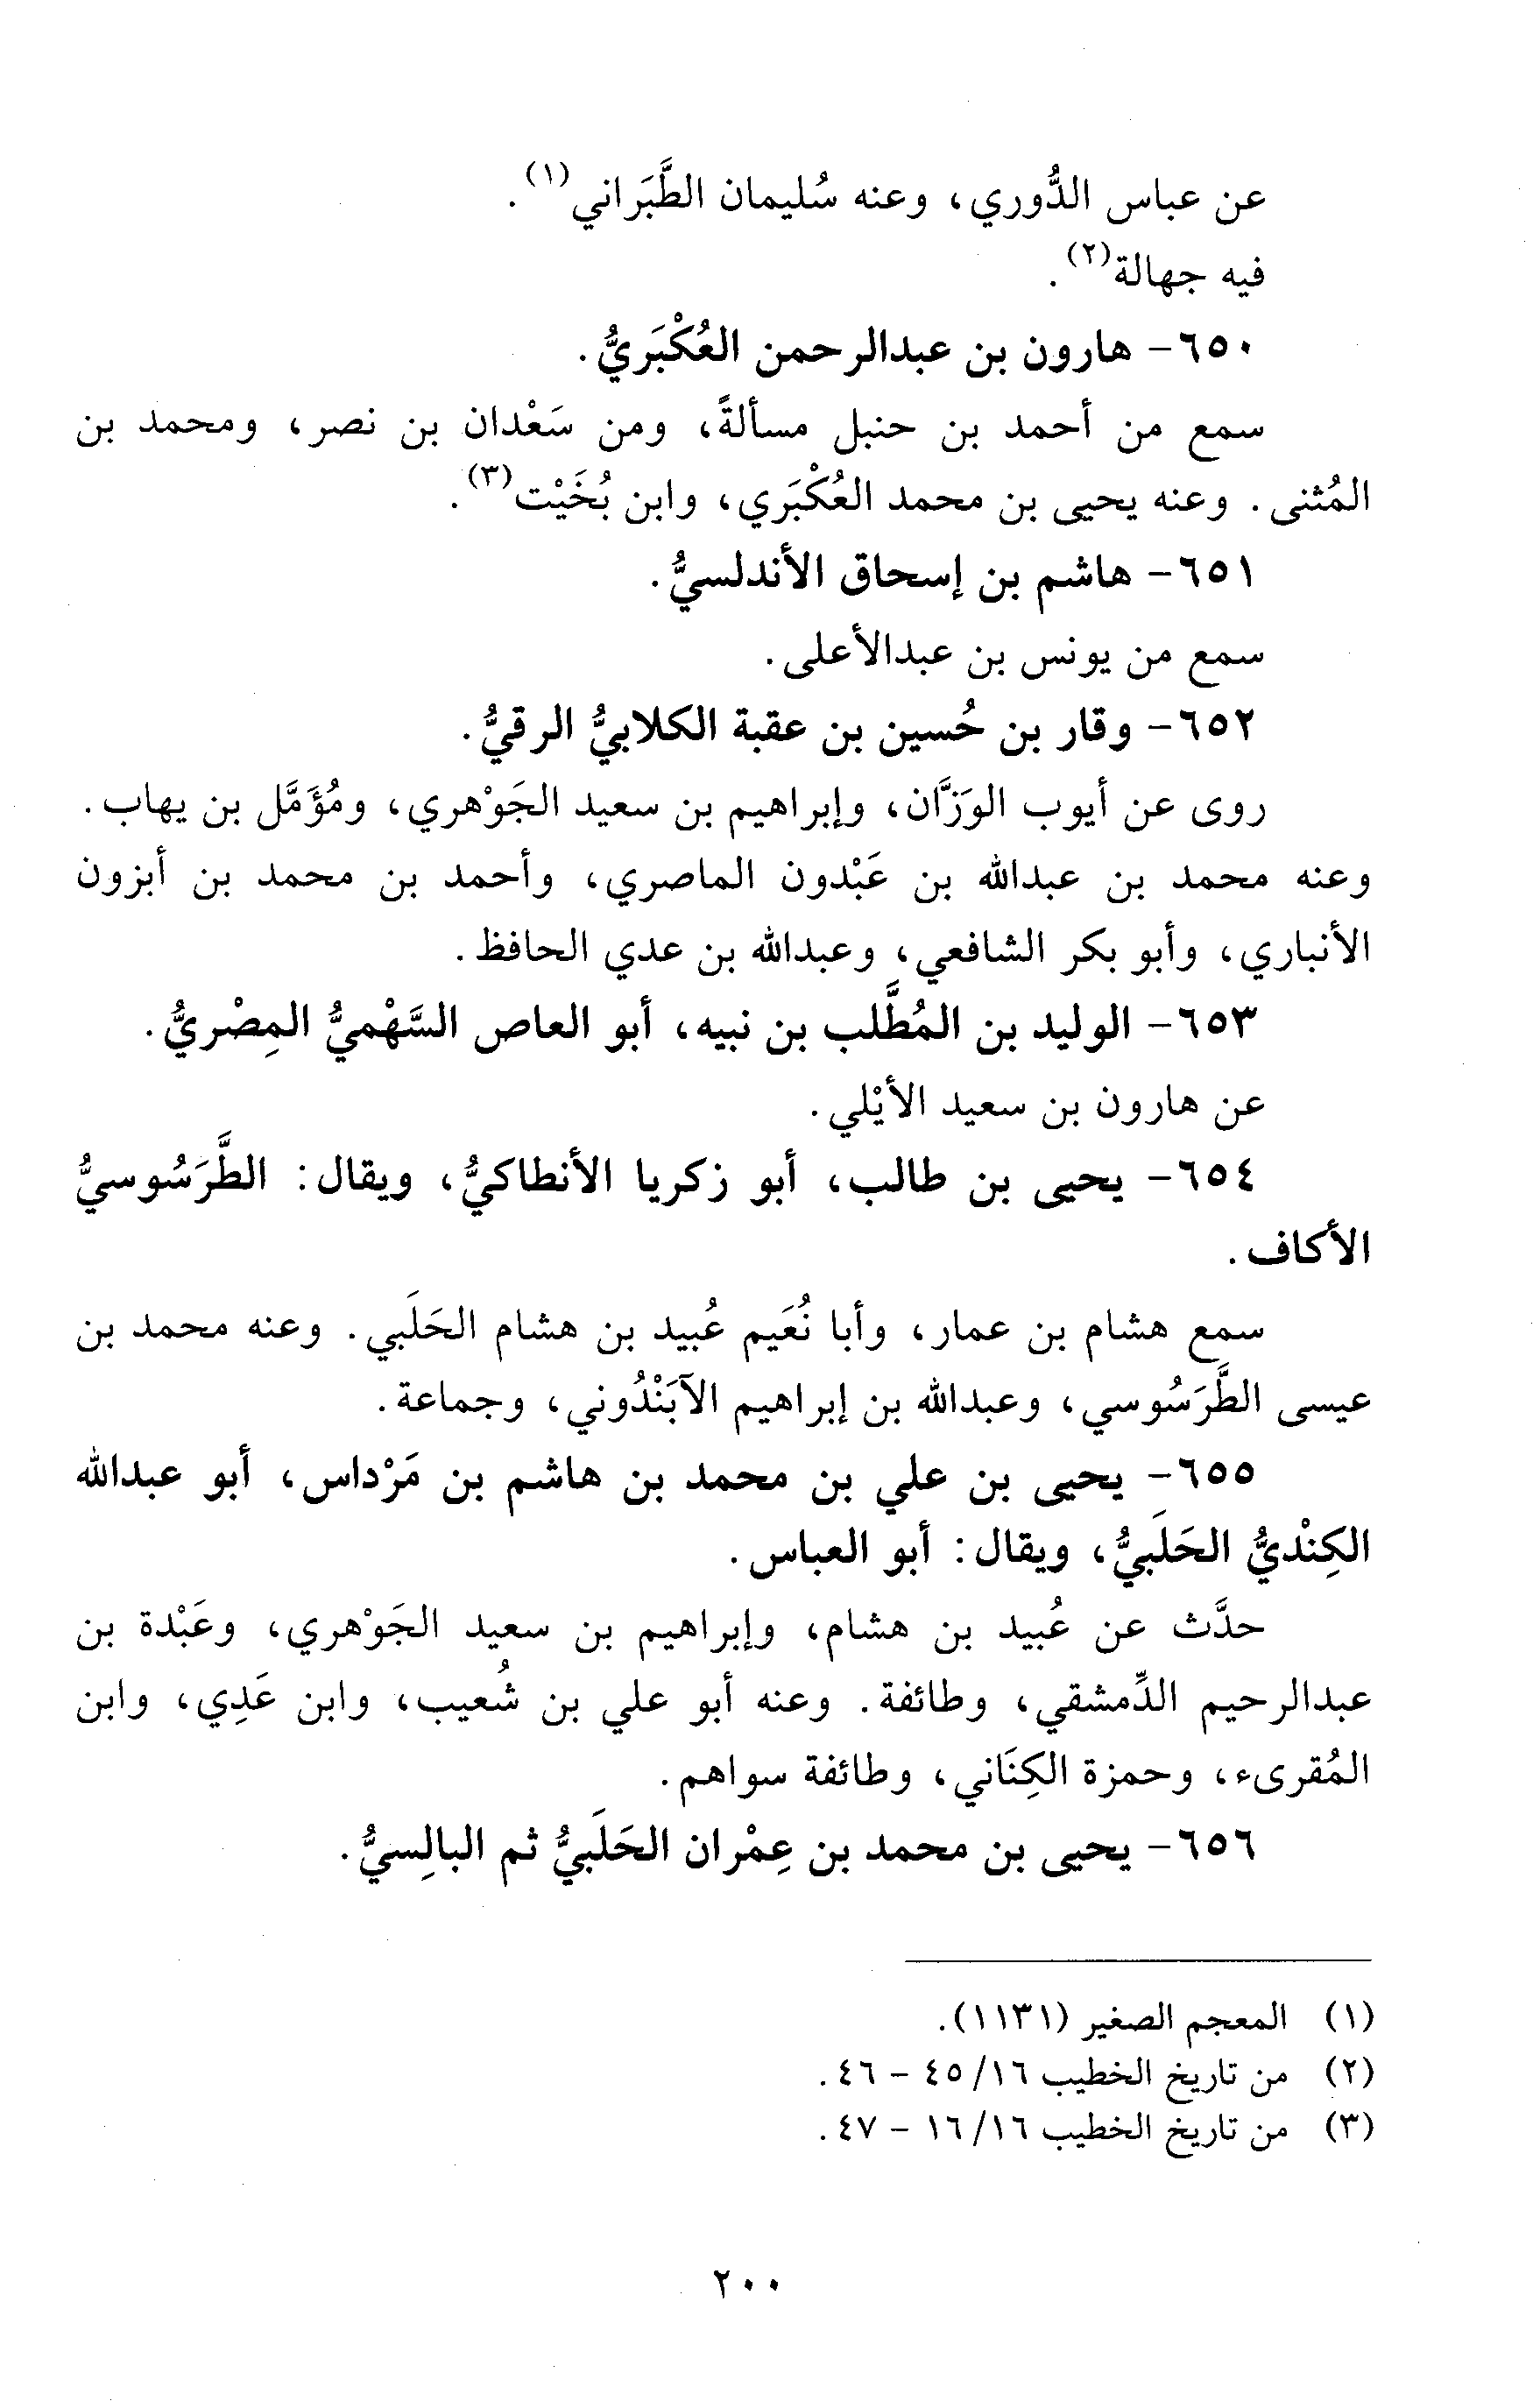 عن عباس الدُّوري، وعنه سُليمان الطَّبَراني(١).
فيه جهالة(٢).
٦٥٠- هارون بن عبدالرحمن العُكْبَريُّ.
سمع من أحمد بن حنبل مسألةً، ومن سَعْدان بن نصر، ومحمد بن
المُثنى. وعنه يحيى بن محمد العُكْبَري، وابن بُخَيْت(٣).
٦٥١- هاشم بن إسحاق الأندلسيُّ.
سمع من يونس بن عبدالأعلى.
٦٥٢- وقار بن حُسين بن عقبة الكلابيُّ الرقيُّ.
روى عن أيوب الوَزَّان، وإبراهيم بن سعيد الجَوْهري، ومُؤَمَّل بن يهاب.
وعنه محمد بن عبدالله بن عَبْدون الماصري، وأحمد بن محمد بن أبزون
الأنباري، وأبو بكر الشافعي، وعبدالله بن عدي الحافظ.
٦٥٣- الوليد بن المُطَّلب بن نبيه، أبو العاص السَّهْميُّ المِصْريُّ.
عن هارون بن سعيد الأيْلي.
٦٥٤- يحيى بن طالب، أبو زكريا الأنطاكيُّ، ويقال: الطَّرَسُوسيُّ
الأكاف.
سمع هشام بن عمار، وأبا نُعَيم عُبيد بن هشام الحَلَبي. وعنه محمد بن
عيسى الطَّرَسُوسي، وعبدالله بن إبراهيم الآبَنْدُوني، وجماعة.
٦٥٥- يحيى بن علي بن محمد بن هاشم بن مَرْداس، أبو عبدالله
الكِنْديُّ الحَلَبيُّ، ويقال: أبو العباس.
حدَّث عن عُبيد بن هشام، وإبراهيم بن سعيد الجَوْهري، وعَبْدة بن
عبدالرحيم الدِّمشقي، وطائفة. وعنه أبو علي بن شُعيب، وابن عَدِي، وابن
المُقرىء، وحمزة الكِنَاني، وطائفة سواهم.
٦٥٦- يحيى بن محمد بن عِمْران الحَلَبيُّ ثم البالِسيُّ.
(١) المعجم الصغير (١١٣١).
(٢) من تاريخ الخطيب ١٦/ ٤٥ - ٤٦.
(٣) من تاريخ الخطيب ١٦/ ١٦ - ٤٧.
٢٠٠